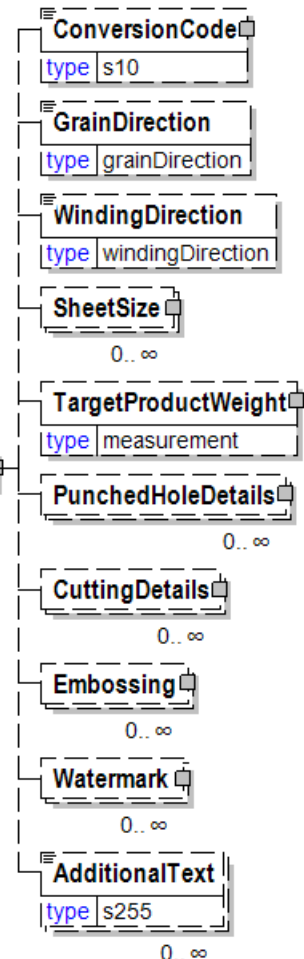 ConversionCode
type s10
GrainDirection
type grainDirection
WindingDirection
type windingDirection
SheetSize
0.. ∞
TargetProductWeight
type measurement
PunchedHoleDetails
0.. ∞
CuttingDetails
0.. ∞
Embossing
0.. ∞
Watermark
0.. ∞
AdditionalText
type s255
0.. ∞